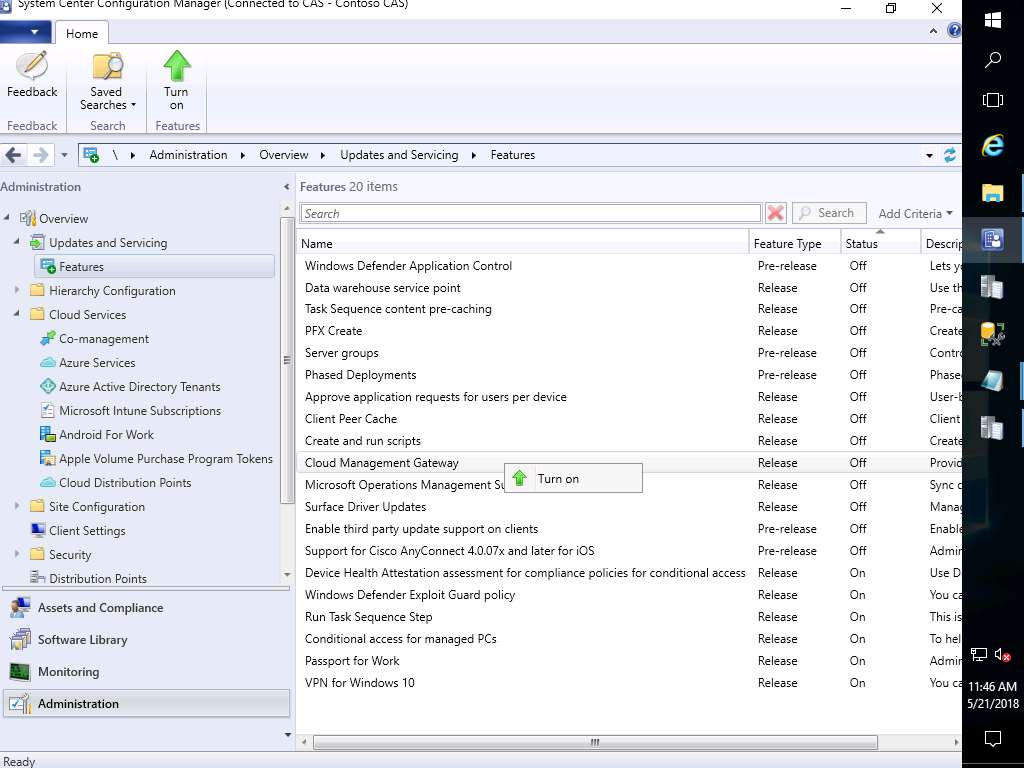 System Center Configuration Manager (Connected to CAS - Contoso CAS)
Home
Feedback
Saved Searches
Turn on
Feedback
Search
Features
\ Administration Overview Updates and Servicing Features
Administration
Overview
Updates and Servicing
Features
Hierarchy Configuration
Cloud Services
Co-management
Azure Services
Azure Active Directory Tenants
Microsoft Intune Subscriptions
Android For Work
Apple Volume Purchase Program Tokens
Cloud Distribution Points
Site Configuration
Client Settings
Security
Distribution Points
Assets and Compliance
Software Library
Monitoring
Administration
Features 20 items
Search Search Add Criteria
Name Feature Type Status Descrip
Windows Defender Application Control Pre-release Off Lets yo
Data warehouse service point Release Off Use th
Task Sequence content pre-caching Release Off Pre-ca
PFX Create Release Off Create
Server groups Pre-release Off Contro
Phased Deployments Pre-release Off Phased
Approve application requests for users per device Release Off User-b
Client Peer Cache Release Off Client
Create and run scripts Release Off Create
Cloud Management Gateway Release Off Provid
Turn on
Microsoft Operations Management Su Release Off Sync d
Surface Driver Updates Release Off Manag
Enable third party update support on clients Pre-release Off Enable
Support for Cisco AnyConnect 4.0.07x and later for iOS Pre-release Off Admin
Device Health Attestation assessment for compliance policies for conditional access Release On Use D
Windows Defender Exploit Guard policy Release On You ca
Run Task Sequence Step Release On This is
Conditional access for managed PCs Release On To hel
Passport for Work Release On Admin
VPN for Windows 10 Release On You ca
Ready
11:46 AM
5/21/2018